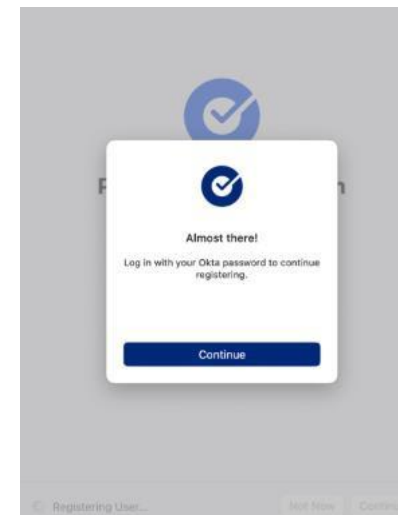 Almost there!
Log in with your Okta password to continue
registering.
Continue
Registering User...
Not Now